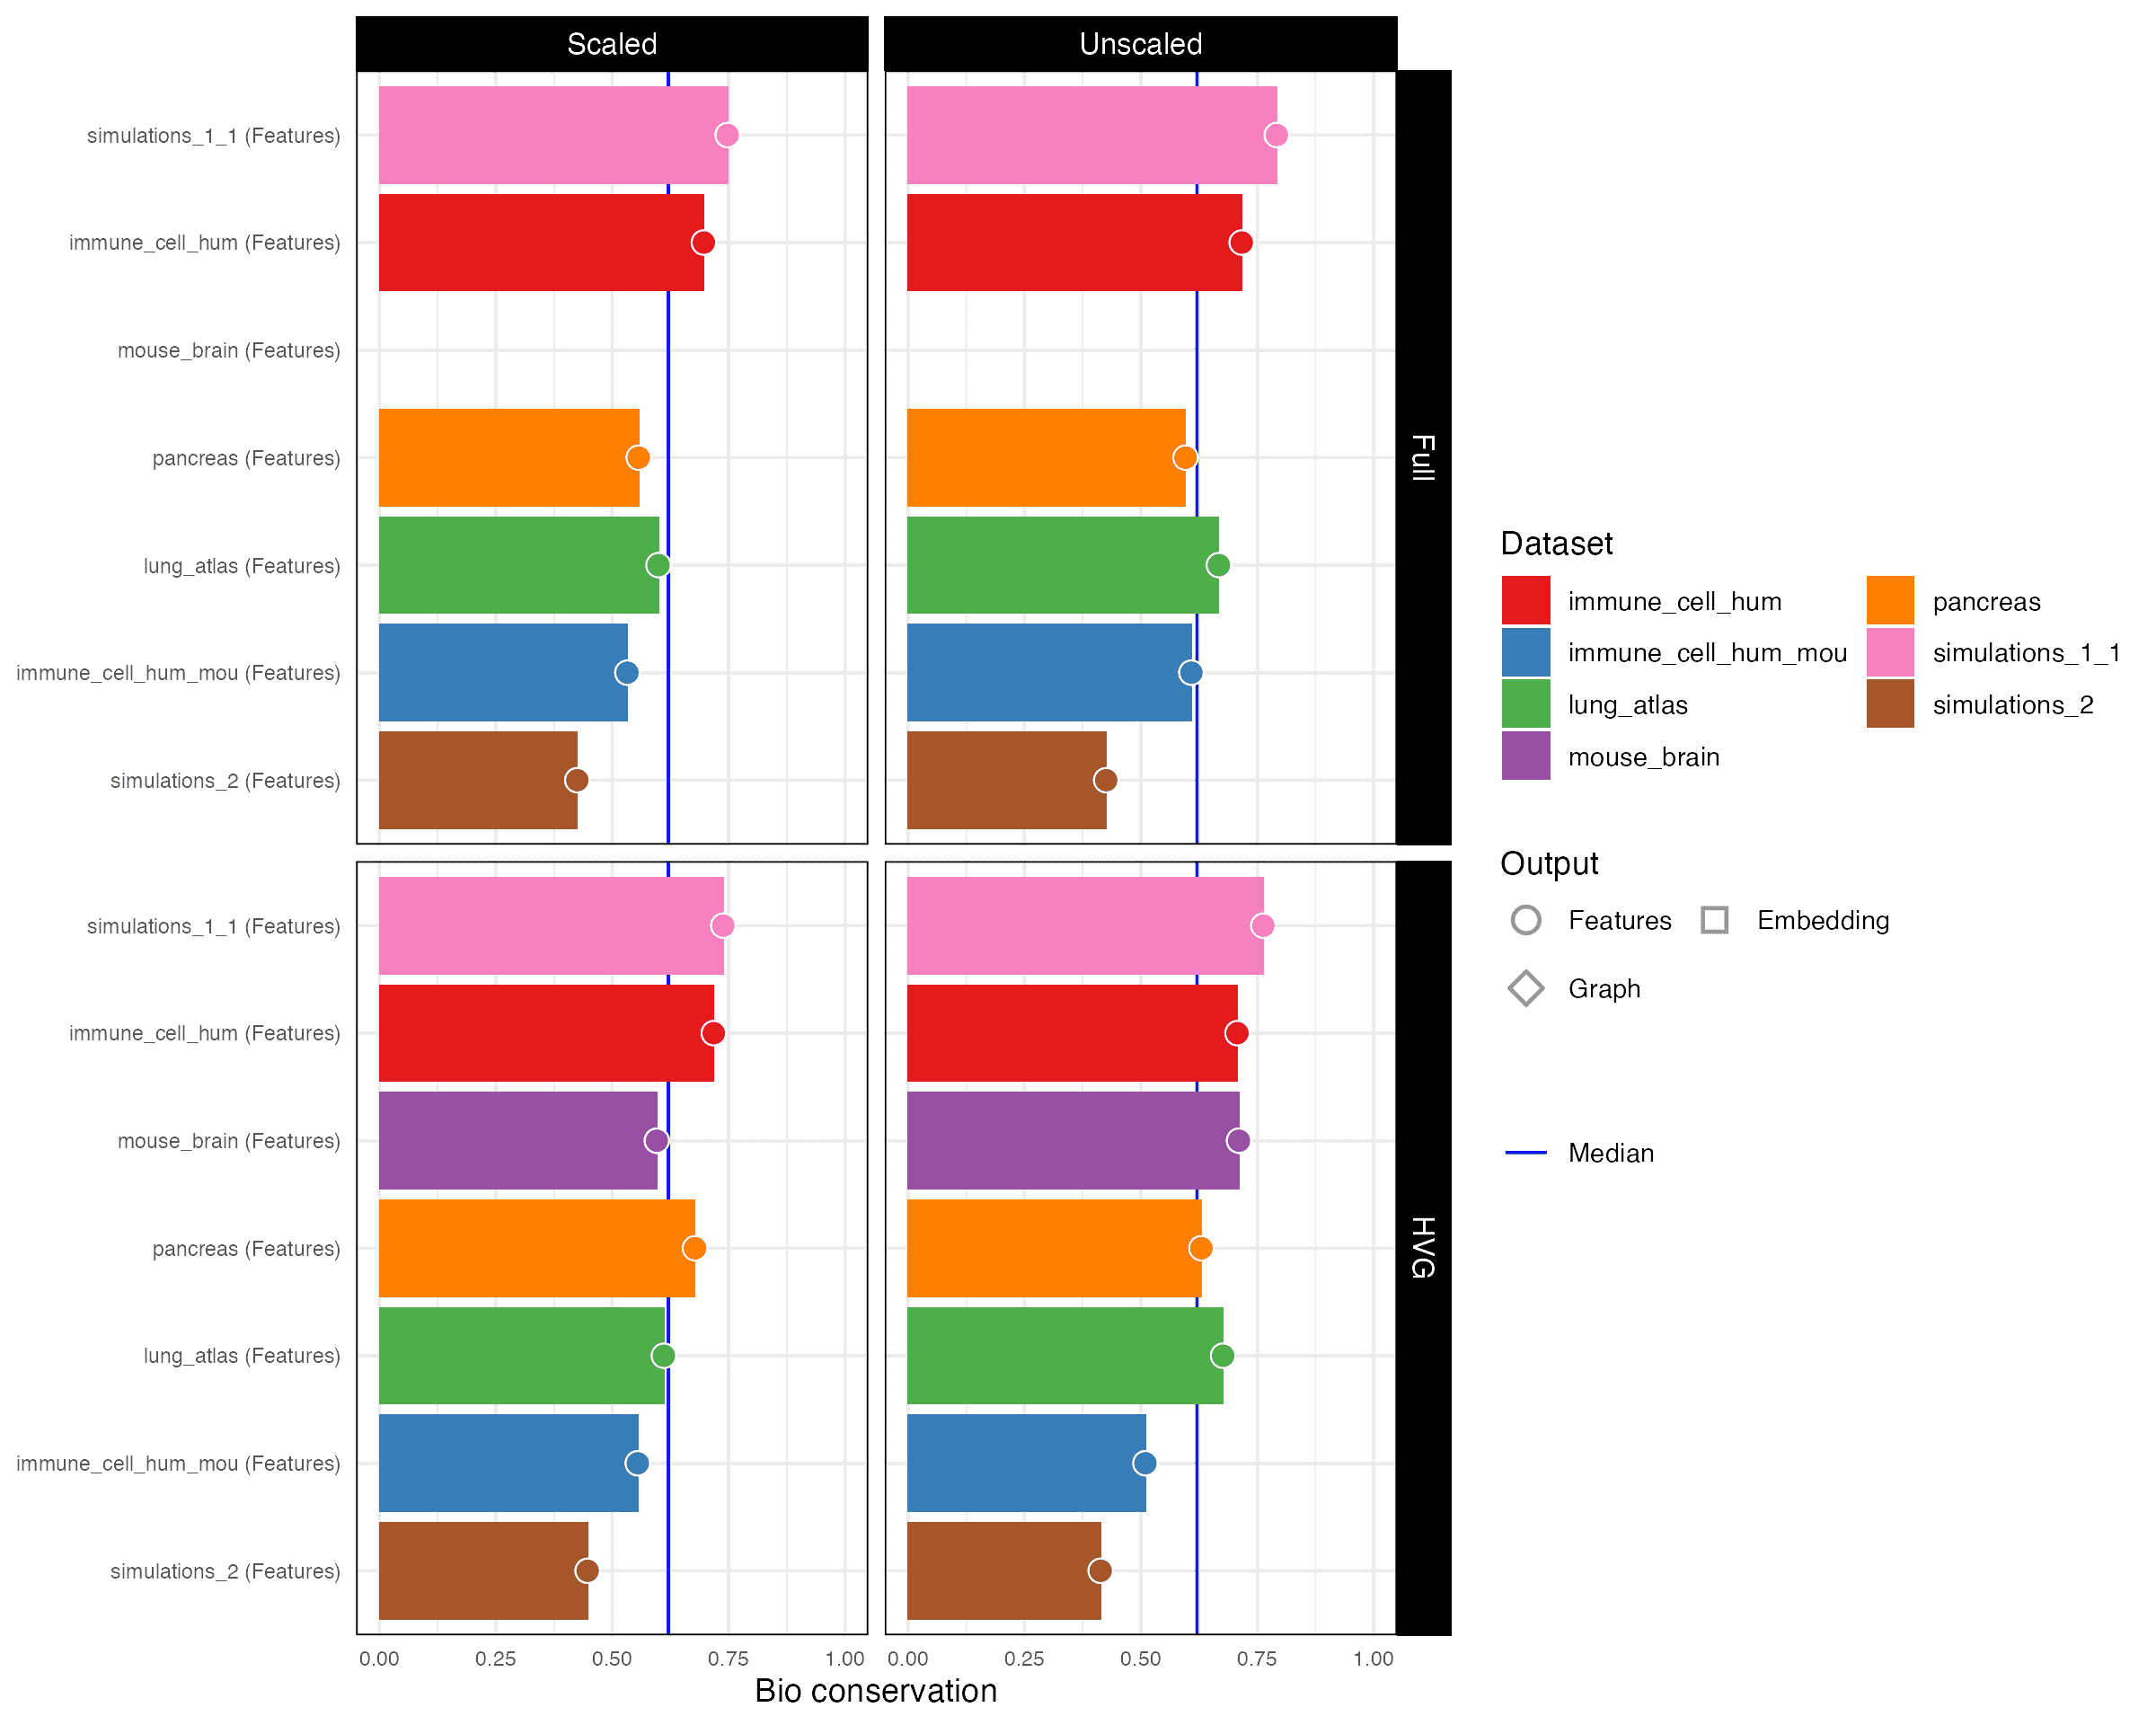 Scaled
Unscaled
Full
simulations_1_1 (Features)
immune_cell_hum (Features)
mouse_brain (Features)
pancreas (Features)
lung_atlas (Features)
immune_cell_hum_mou (Features)
simulations_2 (Features)
HVG
simulations_1_1 (Features)
immune_cell_hum (Features)
mouse_brain (Features)
pancreas (Features)
lung_atlas (Features)
immune_cell_hum_mou (Features)
simulations_2 (Features)
0.00 0.25 0.50 0.75 1.00
0.00 0.25 0.50 0.75 1.00
Bio conservation
Dataset
immune_cell_hum
immune_cell_hum_mou
lung_atlas
mouse_brain
pancreas
simulations_1_1
simulations_2
Output
Features
Embedding
Graph
Median